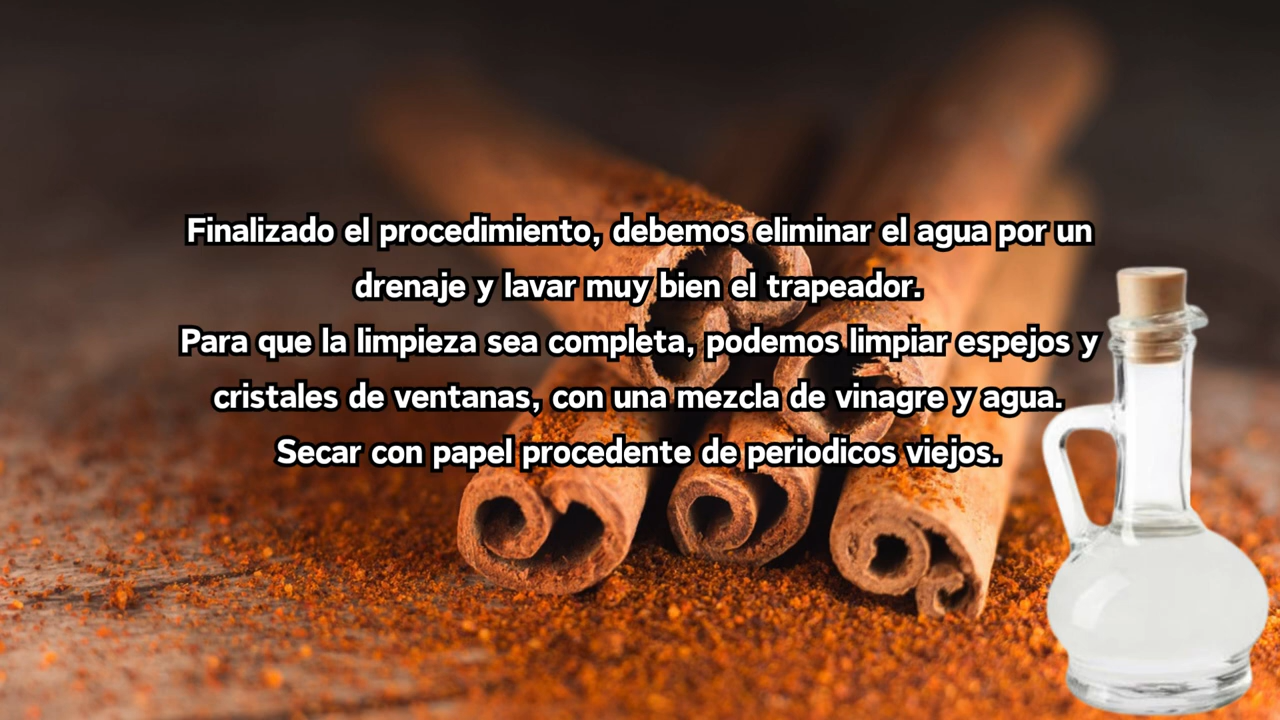 Finalizado el procedimiento, debemos eliminar el agua por un
drenaje y lavar muy bien el trapeador.
Para que la limpieza sea completa, podemos limpiar espejos y
cristales de ventanas, con una mezcla de vinagre y agua.
Secar con papel procedente de periodicos viejos.